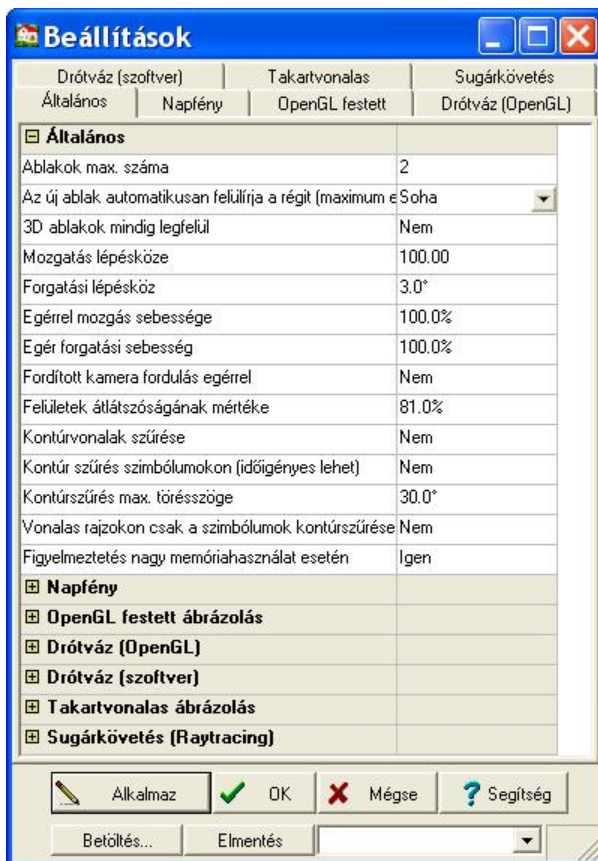 Beállítások
Drótváz (szoftver) Takartvonalas Sugárkövetés
Általános Napfény OpenGL festett Drótváz (OpenGL)
Általános
Ablakok max. száma 2
Az új ablak automatikusan felülírja a régit (maximum e Soha
3D ablakok mindig legfelül Nem
Mozgatás lépésköze 100.00
Forgatási lépésköz 3.0°
Egérrel mozgás sebessége 100.0%
Egér forgatási sebesség 100.0%
Fordított kamera fordulás egérrel Nem
Felületek átlátszóságának mértéke 81.0%
Kontúrvonalak szűrése Nem
Kontúr szűrés szimbólumokon (időigényes lehet) Nem
Kontúrszűrés max. törésszöge 30.0°
Vonalas rajzokon csak a szimbólumok kontúrszűrése Nem
Figyelmeztetés nagy memóriahasználat esetén Igen
Napfény
OpenGL festett ábrázolás
Drótváz (OpenGL)
Drótváz (szoftver)
Takartvonalas ábrázolás
Sugárkövetés (Raytracing)
Alkalmaz OK Mégse Segítség
Betöltés... Elmentés